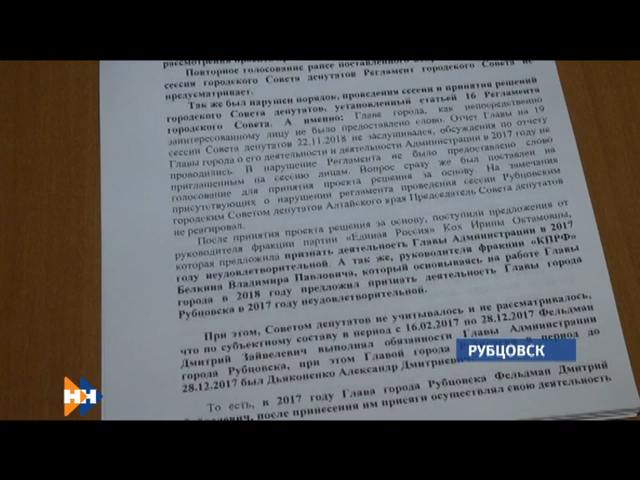 рассмотрения
Повторное голосование ранее поставленного
сессия городского Совета депутатов Регламент городского Совета не
предусматривает.
Так же был нарушен порядок, проведения сессии и принятия решений
городского Совета депутатов, установленный статьей 16 Регламента
городского Совета. А именно: Главе города, как непосредственно
заинтересованному лицу не было предоставлено слово. Отчет Главы на 19
сессии Совета депутатов 22.11.2018 не заслушивался, обсуждения по отчету
Главы города о его деятельности и деятельности Администрации в 2017 году не
проводились. В нарушение Регламента не было предоставлено слово
приглашенным на сессию лицам. Вопрос сразу же был поставлен на
голосование для принятия проекта решения за основу. На замечания
присутствующих о нарушении регламента проведения сессии Рубцовским
городским Советом депутатов Алтайского края Председатель Совета депутатов
не реагировал.
После принятия проекта решения за основу, поступили предложения от
руководителя фракции партии «Единая Россия» Кох Ирины Октамовны,
которая предложила признать деятельность Главы Администрации в 2017
году неудовлетворительной. А так же, руководителя фракции «КПРФ»
Белкина Владимира Павловича, который основываясь на работе Главы
города в 2018 году предложил признать деятельность Главы города
Рубцовска в 2017 году неудовлетворительной.
При этом, Советом депутатов не учитывалось и не рассматривалось,
что по субъектному составу в период с 16.02.2017 по 28.12.2017 Фельдман
Дмитрий Зайвелевич выполнял обязанности Главы Администрации
города Рубцовска, при этом Главой города период до
28.12.2017 был Дьяконенко Александр Дмитриевич
То есть, в 2017 году Глава города Рубцовска Фельдман Дмитрий
после принесения им присяги осуществлял свою деятельность
РУБЦОВСК
НН